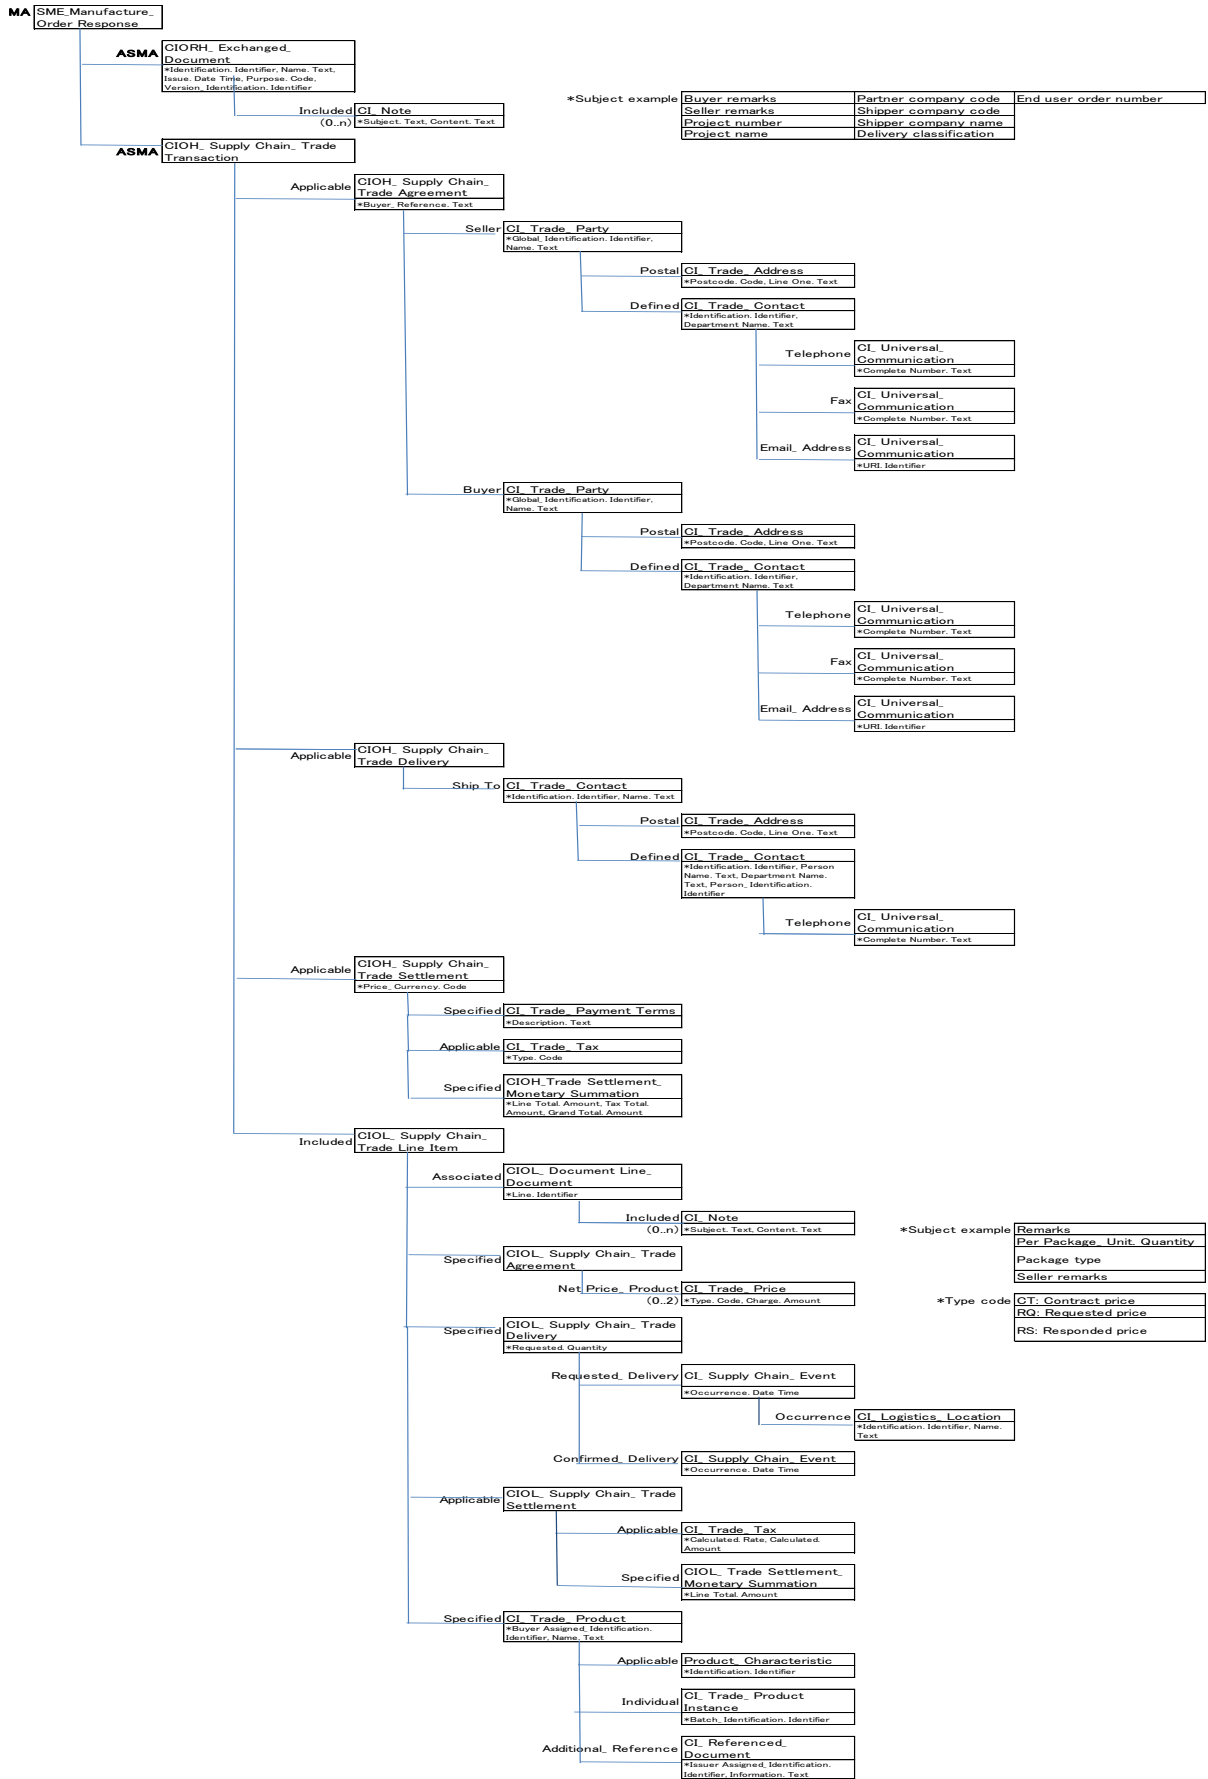 MA SME_Manufacture_
Order Response
ASMA CIORH_ Exchanged_
Document
*Identification. Identifier, Name. Text,
Issue. Date Time, Purpose. Code,
Version_ Identification. Identifier
Included CI_ Note
(0..n) *Subject. Text, Content. Text
*Subject example Buyer remarks Partner company code End user order number
Seller remarks Shipper company code
Project number Shipper company name
Project name Delivery classification
ASMA CIOH_ Supply Chain_ Trade
Transaction
Applicable CIOH_ Supply Chain_
Trade Agreement
*Buyer_ Reference. Text
Seller CI_ Trade_ Party
*Global_ Identification. Identifier,
Name. Text
Postal CI_ Trade_ Address
*Postcode. Code, Line One. Text
Defined CI_ Trade_ Contact
*Identification. Identifier,
Department Name. Text
Telephone CI_ Universal_
Communication
*Complete Number. Text
Fax CI_ Universal_
Communication
*Complete Number. Text
Email_ Address CI_ Universal_
Communication
*URI. Identifier
Buyer CI_ Trade_ Party
*Global_ Identification. Identifier,
Name. Text
Postal CI_ Trade_ Address
*Postcode. Code, Line One. Text
Defined CI_ Trade_ Contact
*Identification. Identifier,
Department Name. Text
Telephone CI_ Universal_
Communication
*Complete Number. Text
Fax CI_ Universal_
Communication
*Complete Number. Text
Email_ Address CI_ Universal_
Communication
*URI. Identifier
Applicable CIOH_ Supply Chain_
Trade Delivery
Ship To CI_ Trade_ Contact
*Identification. Identifier, Name. Text
Postal CI_ Trade_ Address
*Postcode. Code, Line One. Text
Defined CI_ Trade_ Contact
*Identification. Identifier, Person
Name. Text, Department Name.
Text, Person_ Identification.
Identifier
Telephone CI_ Universal_
Communication
*Complete Number. Text
Applicable CIOH_ Supply Chain_
Trade Settlement
*Price_ Currency. Code
Specified CI_ Trade_ Payment Terms
*Description. Text
Applicable CI_ Trade_ Tax
*Type. Code
Specified CIOH_Trade Settlement_
Monetary Summation
*Line Total. Amount, Tax Total.
Amount, Grand Total. Amount
Included CIOL_ Supply Chain_
Trade Line Item
Associated CIOL_ Document Line_
Document
*Line. Identifier
Included CI_ Note
(0..n) *Subject. Text, Content. Text
*Subject example Remarks
Per Package_ Unit. Quantity
Package type
Seller remarks
Specified CIOL_ Supply Chain_ Trade
Agreement
Net Price_ Product CI_ Trade_ Price
(0..2) *Type. Code, Charge. Amount
*Type code CT: Contract price
RQ: Requested price
RS: Responded price
Specified CIOL_ Supply Chain_ Trade
Delivery
*Requested. Quantity
Requested_ Delivery CI_ Supply Chain_ Event
*Occurrence. Date Time
Occurrence CI_ Logistics_ Location
*Identification. Identifier, Name.
Text
Confirmed_ Delivery CI_ Supply Chain_ Event
*Occurrence. Date Time
Applicable CIOL_ Supply Chain_ Trade
Settlement
Applicable CI_ Trade_ Tax
*Calculated. Rate, Calculated.
Amount
Specified CIOL_ Trade Settlement_
Monetary Summation
*Line Total. Amount
Specified CI_ Trade_ Product
*Buyer Assigned_ Identification.
Identifier, Name. Text
Applicable Product_ Characteristic
*Identification. Identifier
Individual CI_ Trade_ Product
Instance
*Batch_ Identification. Identifier
Additional_ Reference CI_ Referenced_
Document
*Issuer Assigned_ Identification.
Identifier, Information. Text